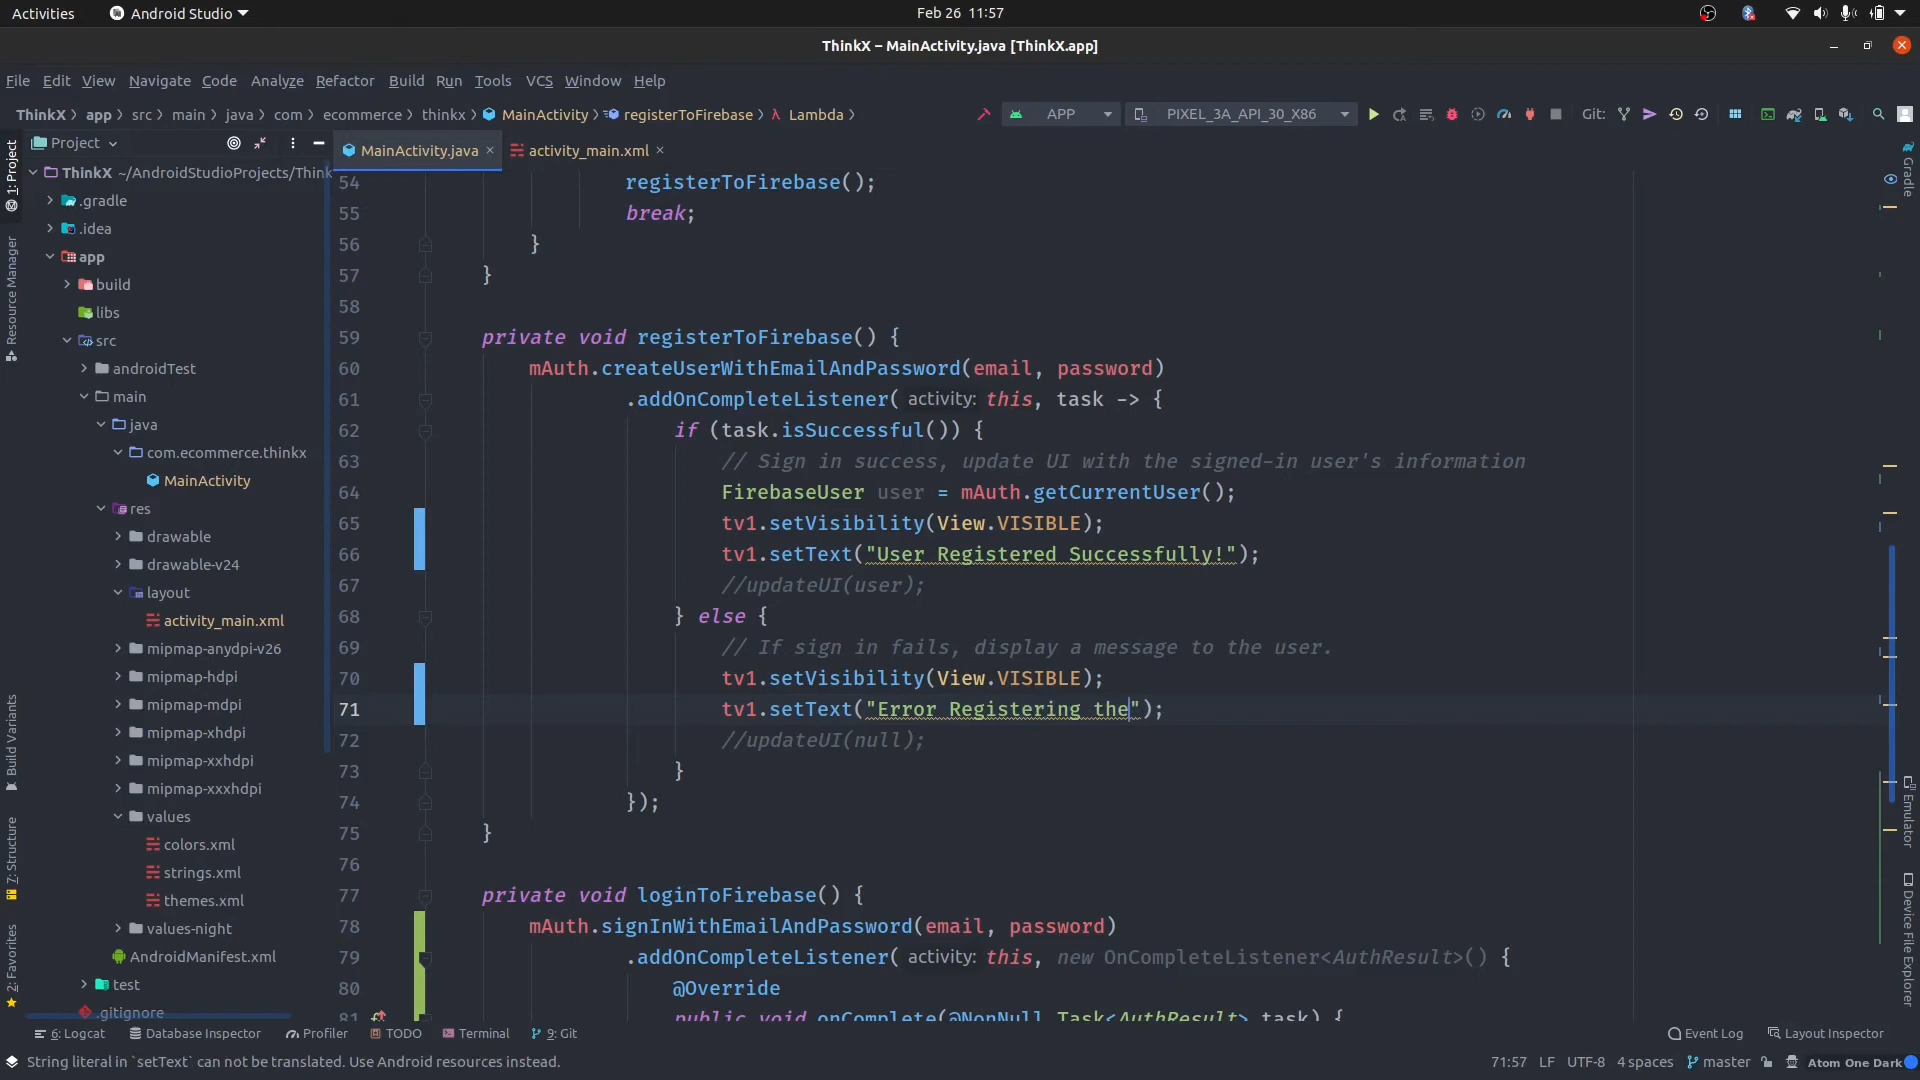 Activities Android Studio Feb 26 11:57
ThinkX – MainActivity.java [ThinkX.app]
File Edit View Navigate Code Analyze Refactor Build Run Tools VCS Window Help
ThinkX app src main java com ecommerce thinkx MainActivity registerToFirebase Lambda APP PIXEL_3A_API_30_X86 Git:
Project MainActivity.java activity_main.xml
1: Project
Resource Manager
Build Variants
7: Structure
2: Favorites
ThinkX ~/AndroidStudioProjects/Think
.gradle
.idea
app
build
libs
src
androidTest
main
java
com.ecommerce.thinkx
MainActivity
res
drawable
drawable-v24
layout
activity_main.xml
mipmap-anydpi-v26
mipmap-hdpi
mipmap-mdpi
mipmap-xhdpi
mipmap-xxhdpi
mipmap-xxxhdpi
values
colors.xml
strings.xml
themes.xml
values-night
AndroidManifest.xml
test
.gitignore
54 registerToFirebase();
55 break;
56 }
57 }
58
59 private void registerToFirebase() {
60 mAuth.createUserWithEmailAndPassword(email, password)
61 .addOnCompleteListener( activity: this, task -> {
62 if (task.isSuccessful()) {
63 // Sign in success, update UI with the signed-in user's information
64 FirebaseUser user = mAuth.getCurrentUser();
65 tv1.setVisibility(View.VISIBLE);
66 tv1.setText("User Registered Successfully!");
67 //updateUI(user);
68 } else {
69 // If sign in fails, display a message to the user.
70 tv1.setVisibility(View.VISIBLE);
71 tv1.setText("Error Registering the");
72 //updateUI(null);
73 }
74 });
75 }
76
77 private void loginToFirebase() {
78 mAuth.signInWithEmailAndPassword(email, password)
79 .addOnCompleteListener( activity: this, new OnCompleteListener<AuthResult>() {
80 @Override
81 public void onComplete(@NonNull Task<AuthResult> task) {
Gradle
Emulator
Device File Explorer
6: Logcat Database Inspector Profiler TODO Terminal 9: Git Event Log Layout Inspector
String literal in `setText` can not be translated. Use Android resources instead. 71:57 LF UTF-8 4 spaces master Atom One Dark